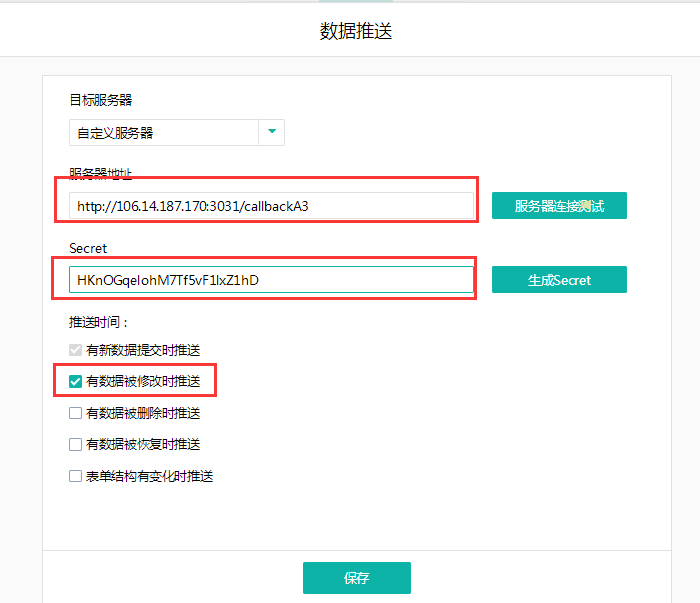 数据推送
目标服务器
自定义服务器
服务器地址
http://106.14.187.170:3031/callbackA3
服务器连接测试
Secret
HKnOGqeIohM7Tf5vF1lxZ1hD
生成Secret
推送时间：
有新数据提交时推送
有数据被修改时推送
有数据被删除时推送
有数据被恢复时推送
表单结构有变化时推送
保存